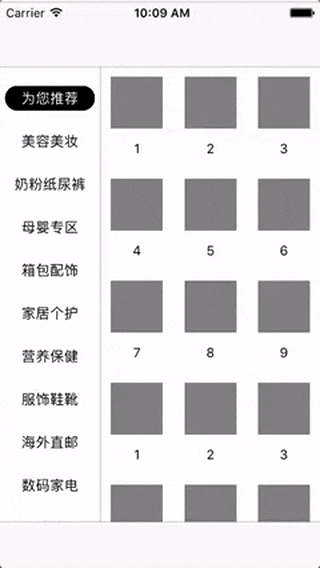 Carrier 10:09 AM
为您推荐
美容美妆
奶粉纸尿裤
母婴专区
箱包配饰
家居个护
营养保健
服饰鞋靴
海外直邮
数码家电
1 2 3
4 5 6
7 8 9
1 2 3